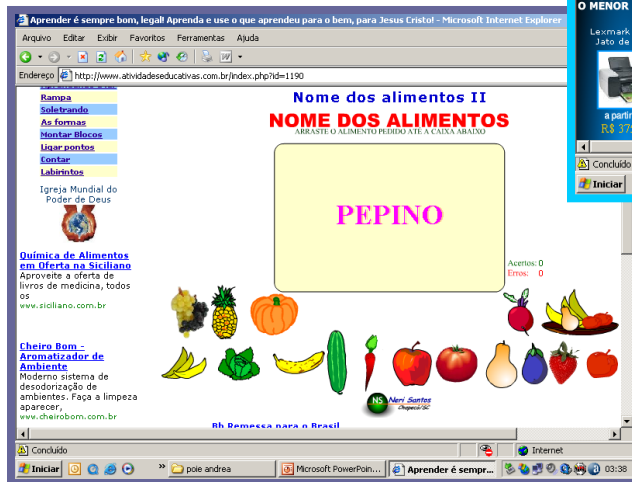 Aprender é sempre bom, legal! Aprenda e use o que aprendeu para o bem, para Jesus Cristo! - Microsoft Internet Explorer
Arquivo Editar Exibir Favoritos Ferramentas Ajuda
Endereço http://www.atividadeseducativas.com.br/index.php?id=1190
Rampa
Soletrando
As formas
Montar Blocos
Ligar pontos
Contar
Labirintos
Igreja Mundial do
Poder de Deus
Química de Alimentos
em Oferta na Siciliano
Aproveite a oferta de
livros de medicina, todos
os
www.siciliano.com.br
Cheiro Bom -
Aromatizador de
Ambiente
Moderno sistema de
desodorização de
ambientes. Faça a limpeza
aparecer,
www.cheirobom.com.br
Nome dos alimentos II
NOME DOS ALIMENTOS
ARRASTE O ALIMENTO PEDIDO ATE A CAIXA ABAIXO
PEPINO
Acertos: 0
Erros: 0
NS Neri Santos
Chapecó/SC
Bb Remessa para o Brasil
O MENOR
Lexmark
Jato de
a partir
R$ 37
Concluído
Iniciar
Concluído
Internet
Iniciar
»
poie andrea
Microsoft PowerPoin...
Aprender é sempr...
03:38